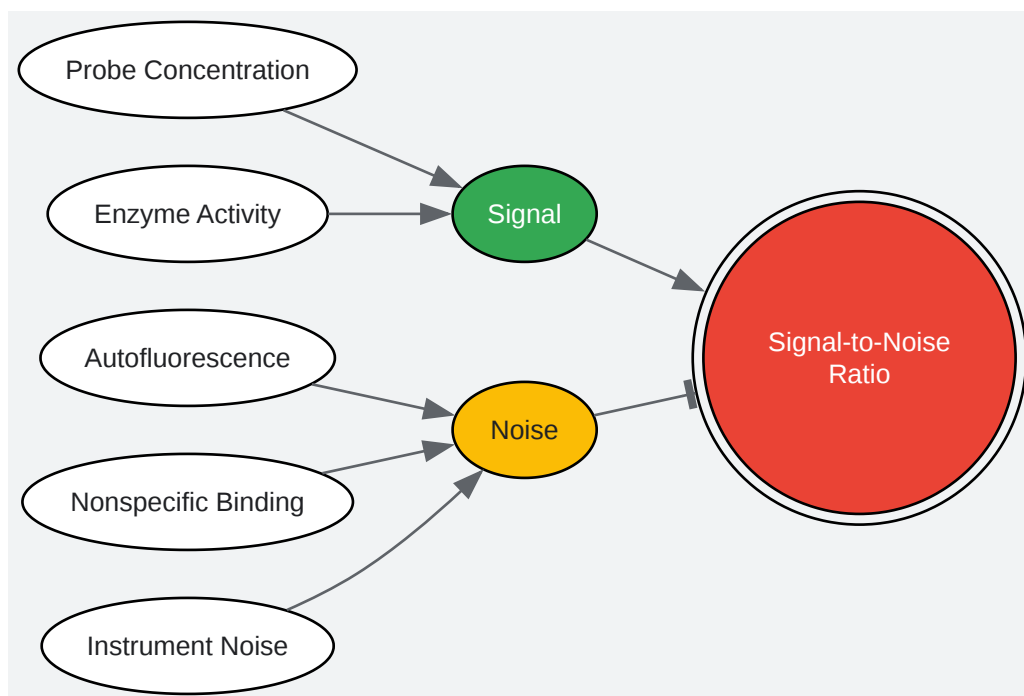 Probe Concentration
Enzyme Activity
Signal
Autofluorescence
Signal-to-Noise
Ratio
Noise
Nonspecific Binding
Instrument Noise